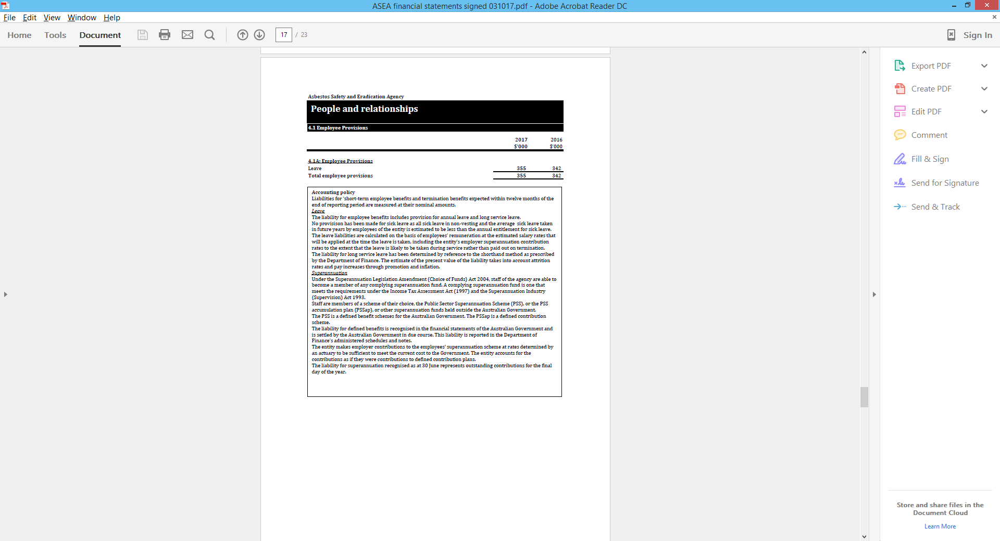 ASEA financial statements signed 031017.pdf - Adobe Acrobat Reader DC
File Edit View Window Help
Home Tools Document 17 / 23 Sign In
Asbestos Safety and Eradication Agency
People and relationships
4.1 Employee Provisions
2017 2016
$'000 $'000
4.1A: Employee Provisions
Leave 355 342
Total employee provisions 355 342
Accounting policy
Liabilities for 'short-term employee benefits and termination benefits expected within twelve months of the
end of reporting period are measured at their nominal amounts.
Leave
The liability for employee benefits includes provision for annual leave and long service leave.
No provisison has been made for sick leave as all sick leave in non-vesting and the average sick leave taken
in future years by employees of the entity is estimated to be less than the annual entitlement for sick leave.
The leave liabilities are calculated on the basis of employees' remuneration at the estimated salary rates that
will be applied at the time the leave is taken, including the entity's employer superannuation contribution
rates to the extent that the leave is likely to be taken during service rather than paid out on termination.
The liability for long service leave has been determined by reference to the shorthand method as prescribed
by the Department of Finance. The estimate of the present value of the liability takes into account attrition
rates and pay increases through promotion and inflation.
Superannuation
Under the Superannuation Legislation Amendment (Choice of Funds) Act 2004, staff of the agency are able to
become a member of any complying superannuation fund. A complying superannuation fund is one that
meets the requirements under the Income Tax Assessment Act (1997) and the Superannuation Industry
(Supervision) Act 1993.
Staff are members of a scheme of their choice, the Public Sector Superannuation Scheme (PSS), or the PSS
accumulation plan (PSSap), or other superannuation funds held outside the Australian Government.
The PSS is a defined benefit schemes for the Australian Government. The PSSap is a defined contribution
scheme.
The liability for defined benefits is recognised in the financial statements of the Australian Government and
is settled by the Australian Government in due course. This liability is reported in the Department of
Finance's administered schedules and notes.
The entity makes employer contributions to the employees' superannuation scheme at rates determined by
an actuary to be sufficient to meet the current cost to the Government. The entity accounts for the
contributions as if they were contributions to defined contribution plans.
The liability for superannuation recognised as at 30 June represents outstanding contributions for the final
day of the year.
Export PDF
Create PDF
Edit PDF
Comment
Fill & Sign
Send for Signature
Send & Track
Store and share files in the
Document Cloud
Learn More